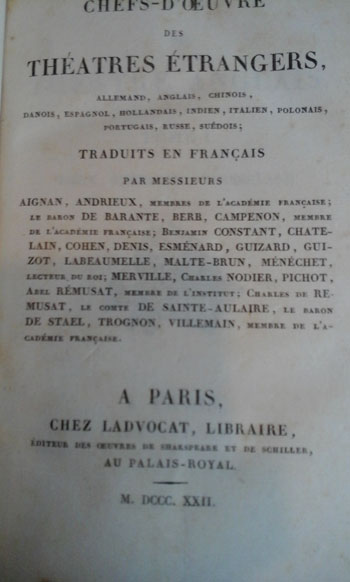 CHEFS-D'ŒUVRE
DES
THÉATRES ÉTRANGERS,
ALLEMAND, ANGLAIS, CHINOIS,
DANOIS, ESPAGNOL, HOLLANDAIS, INDIEN, ITALIEN, POLONAIS,
PORTUGAIS, RUSSE, SUÉDOIS;
TRADUITS EN FRANÇAIS
PAR MESSIEURS
AIGNAN, ANDRIEUX, MEMBRES DE L'ACADÉMIE FRANÇAISE;
LE BARON DE BARANTE, BERR, CAMPENON, MEMBRE
DE L'ACADÉMIE FRANÇAISE; BENJAMIN CONSTANT, CHATE-
LAIN, COHEN, DENIS, ESMÉNARD, GUIZARD, GUI-
ZOT, LABEAUMELLE, MALTE-BRUN, MÉNÉCHET,
LECTEUR DU ROI; MERVILLE, CHARLES NODIER, PICHOT,
ABEL RÉMUSAT, MEMBRE DE L'INSTITUT; CHARLES DE RE-
MUSAT, LE COMTE DE SAINTE-AULAIRE, LE BARON
DE STAEL, TROGNON, VILLEMAIN, MEMBRE DE L'A-
CADÉMIE FRANÇAISE.
A PARIS,
CHEZ LADVOCAT, LIBRAIRE,
ÉDITEUR DES ŒUVRES DE SHAKSPEARE ET DE SCHILLER,
AU PALAIS-ROYAL.
M. DCCC. XXII.